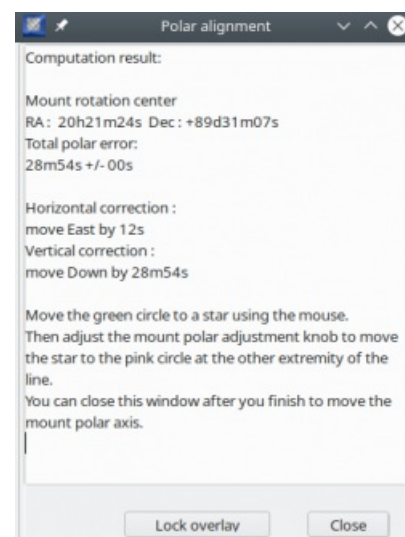 Polar alignment
Computation result:
Mount rotation center
RA : 20h21m24s Dec : +89d31m07s
Total polar error:
28m54s +/- 00s
Horizontal correction :
move East by 12s
Vertical correction :
move Down by 28m54s
Move the green circle to a star using the mouse.
Then adjust the mount polar adjustment knob to move
the star to the pink circle at the other extremity of the
line.
You can close this window after you finish to move the
mount polar axis.
Lock overlay
Close